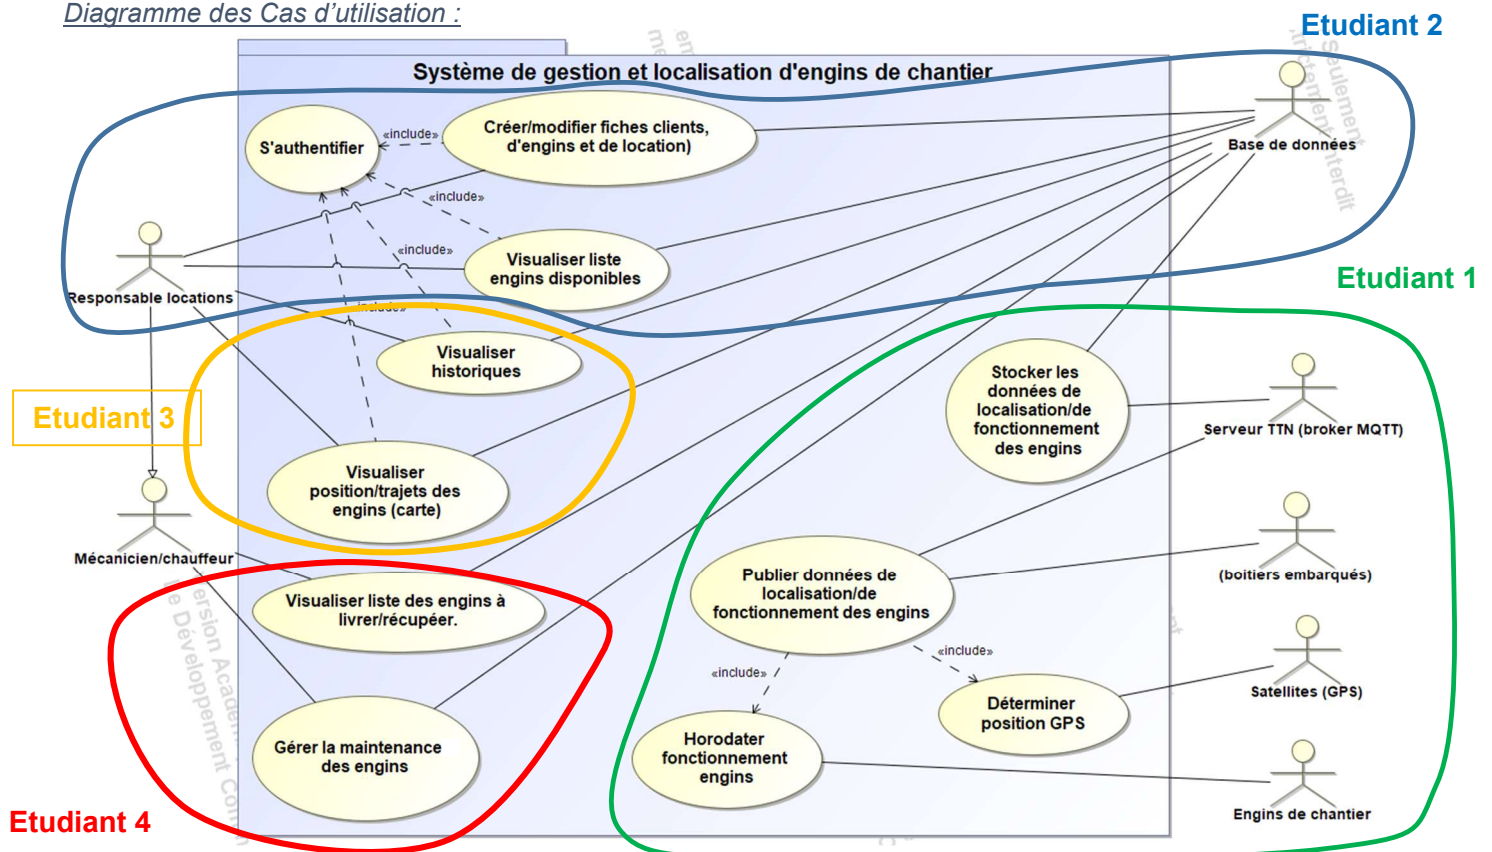 Diagramme des Cas d'utilisation :
Etudiant 2
Système de gestion et localisation d'engins de chantier
S'authentifier
«include»
Créer/modifier fiches clients,
d'engins et de location)
Base de données
«include»
«include»
Visualiser liste
engins disponibles
Responsable locations
Etudiant 1
include»
Visualiser
historiques
Etudiant 3
Stocker les
données de
localisation/de
fonctionnement
des engins
Serveur TTN (broker MQTT)
Visualiser
position/trajets des
engins (carte)
Mécanicien/chauffeur
(boitiers embarqués)
Publier données de
localisation/de
fonctionnement des engins
Visualiser liste des engins à
livrer/récupéer.
«include»
«include»
Satellites (GPS)
Déterminer
position GPS
Horodater
fonctionnement
engins
Gérer la maintenance
des engins
Engins de chantier
Etudiant 4
Seulement
Interdit